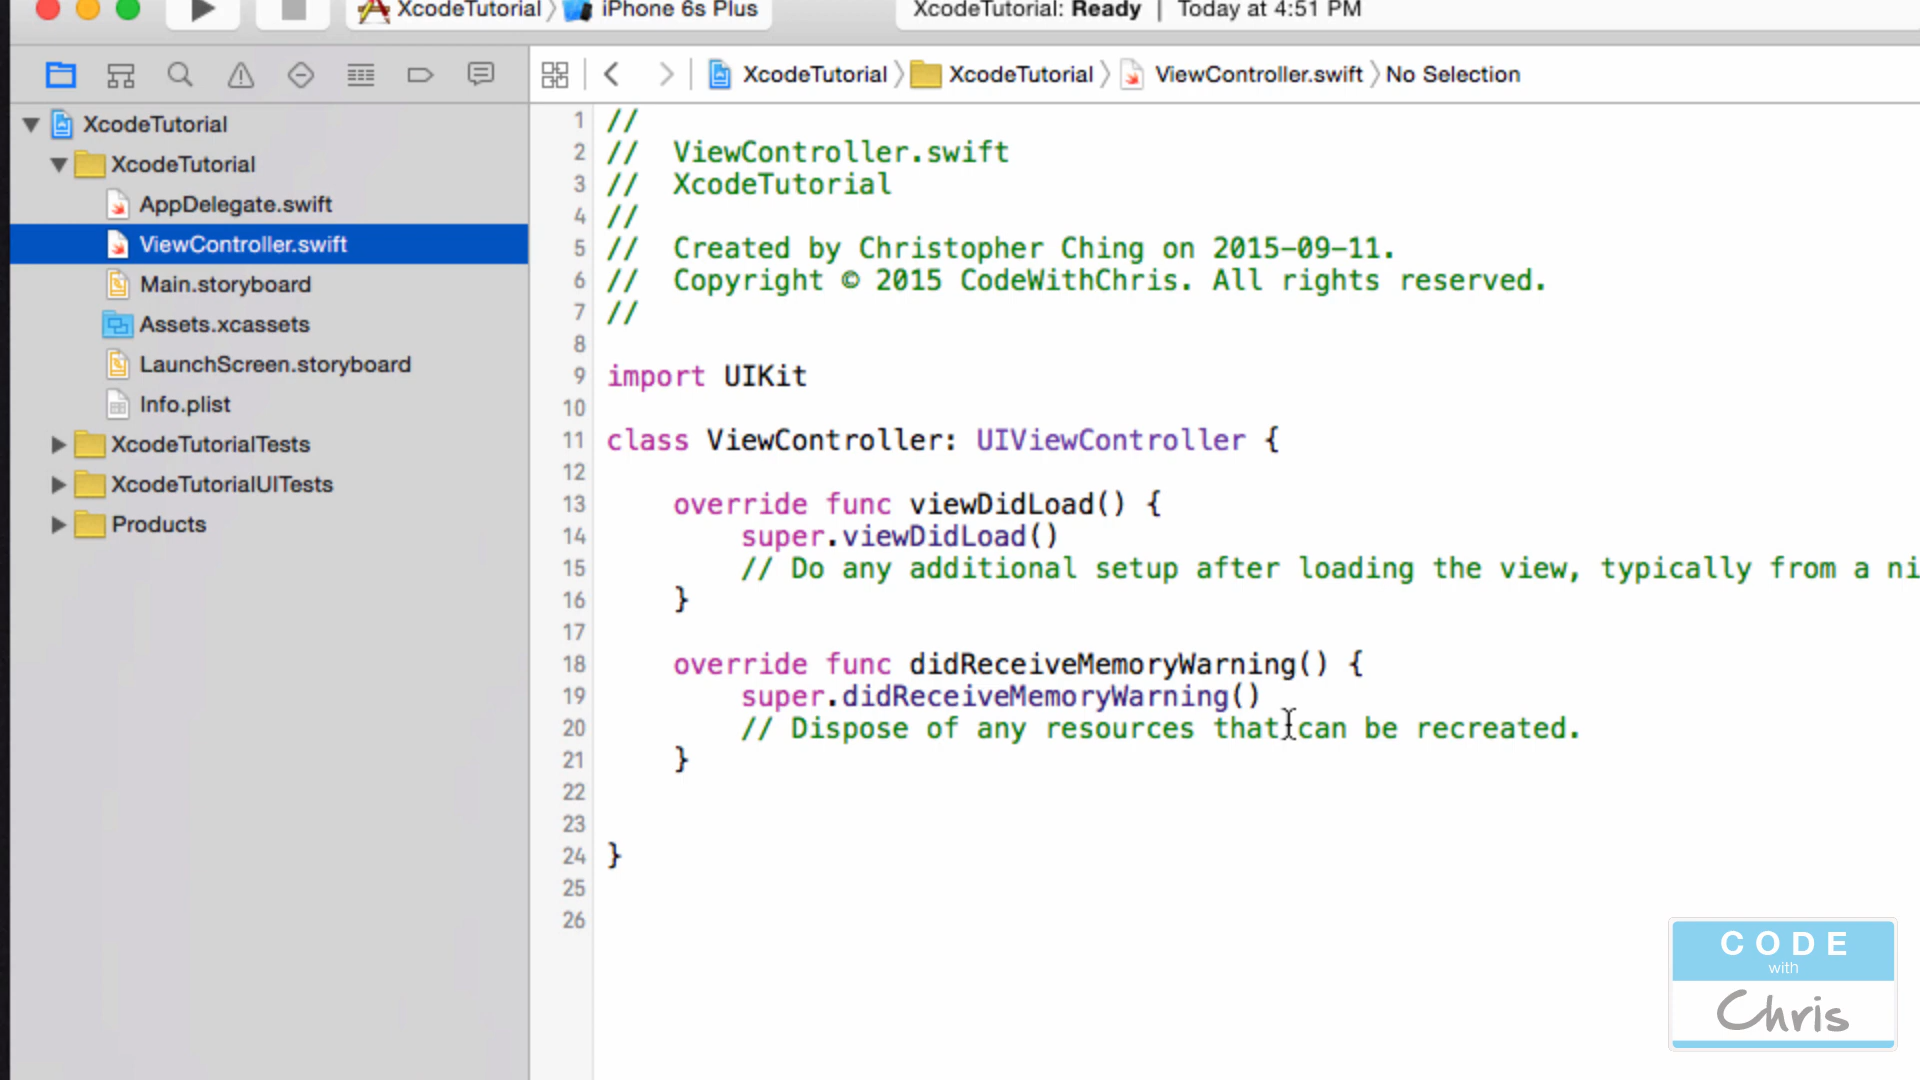 XcodeTutorial iPhone 6s Plus XcodeTutorial: Ready | Today at 4:51 PM
XcodeTutorial XcodeTutorial ViewController.swift No Selection
XcodeTutorial
XcodeTutorial
AppDelegate.swift
ViewController.swift
Main.storyboard
Assets.xcassets
LaunchScreen.storyboard
Info.plist
XcodeTutorialTests
XcodeTutorialUITests
Products
1 //
2 //  ViewController.swift
3 //  XcodeTutorial
4 //
5 //  Created by Christopher Ching on 2015-09-11.
6 //  Copyright © 2015 CodeWithChris. All rights reserved.
7 //
8
9 import UIKit
10
11 class ViewController: UIViewController {
12
13     override func viewDidLoad() {
14         super.viewDidLoad()
15         // Do any additional setup after loading the view, typically from a ni
16     }
17
18     override func didReceiveMemoryWarning() {
19         super.didReceiveMemoryWarning()
20         // Dispose of any resources that can be recreated.
21     }
22
23
24 }
25
26
CODE
with
Chris